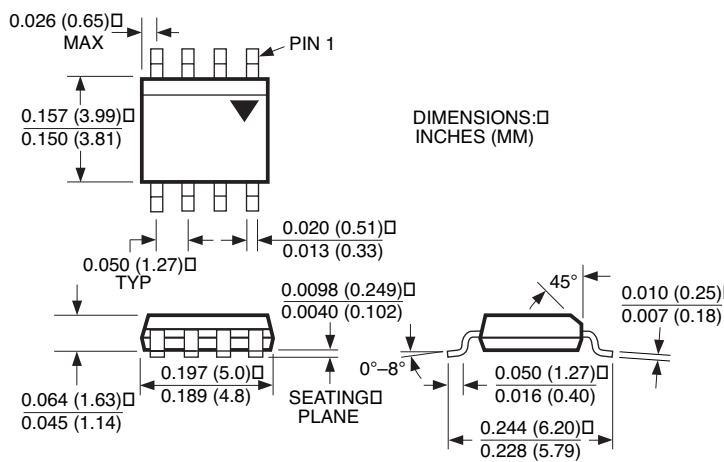 0.026 (0.65)□
MAX
PIN 1
0.157 (3.99)□
0.150 (3.81)
DIMENSIONS:□
INCHES (MM)
0.020 (0.51)□
0.013 (0.33)
0.050 (1.27)□
TYP
0.0098 (0.249)□
0.0040 (0.102)
45°
0.010 (0.25)□
0.007 (0.18)
0.197 (5.0)□
0.189 (4.8)
SEATING□
PLANE
0°–8°
0.050 (1.27)□
0.016 (0.40)
0.064 (1.63)□
0.045 (1.14)
0.244 (6.20)□
0.228 (5.79)